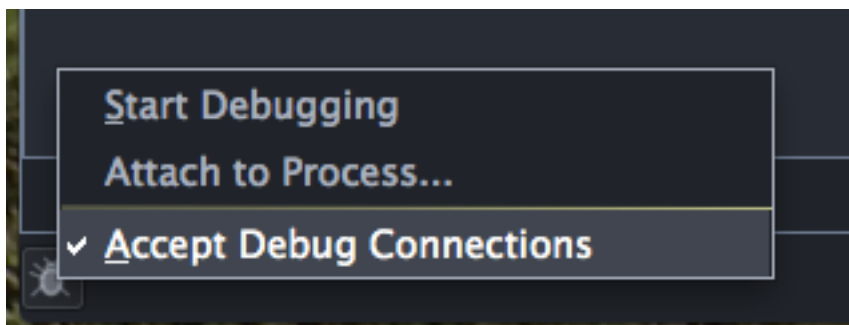 Start Debugging
Attach to Process...
Accept Debug Connections